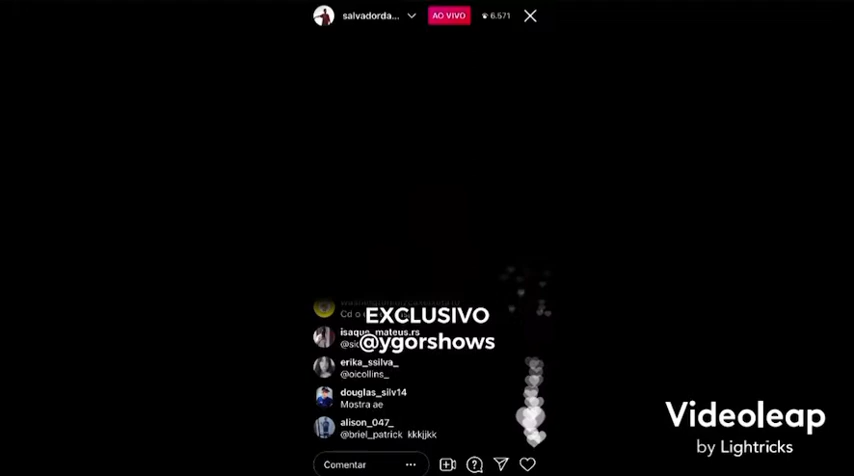 salvadorda...
AO VIVO
6.571
Cd o
EXCLUSIVO
isaque_mateus.rs
@ygorshows
erika_ssilva_
@oicollins_
douglas_silv14
Mostra ae
alison_047_
@briel_patrick kkkjjkk
Comentar
Videoleap
by Lightricks